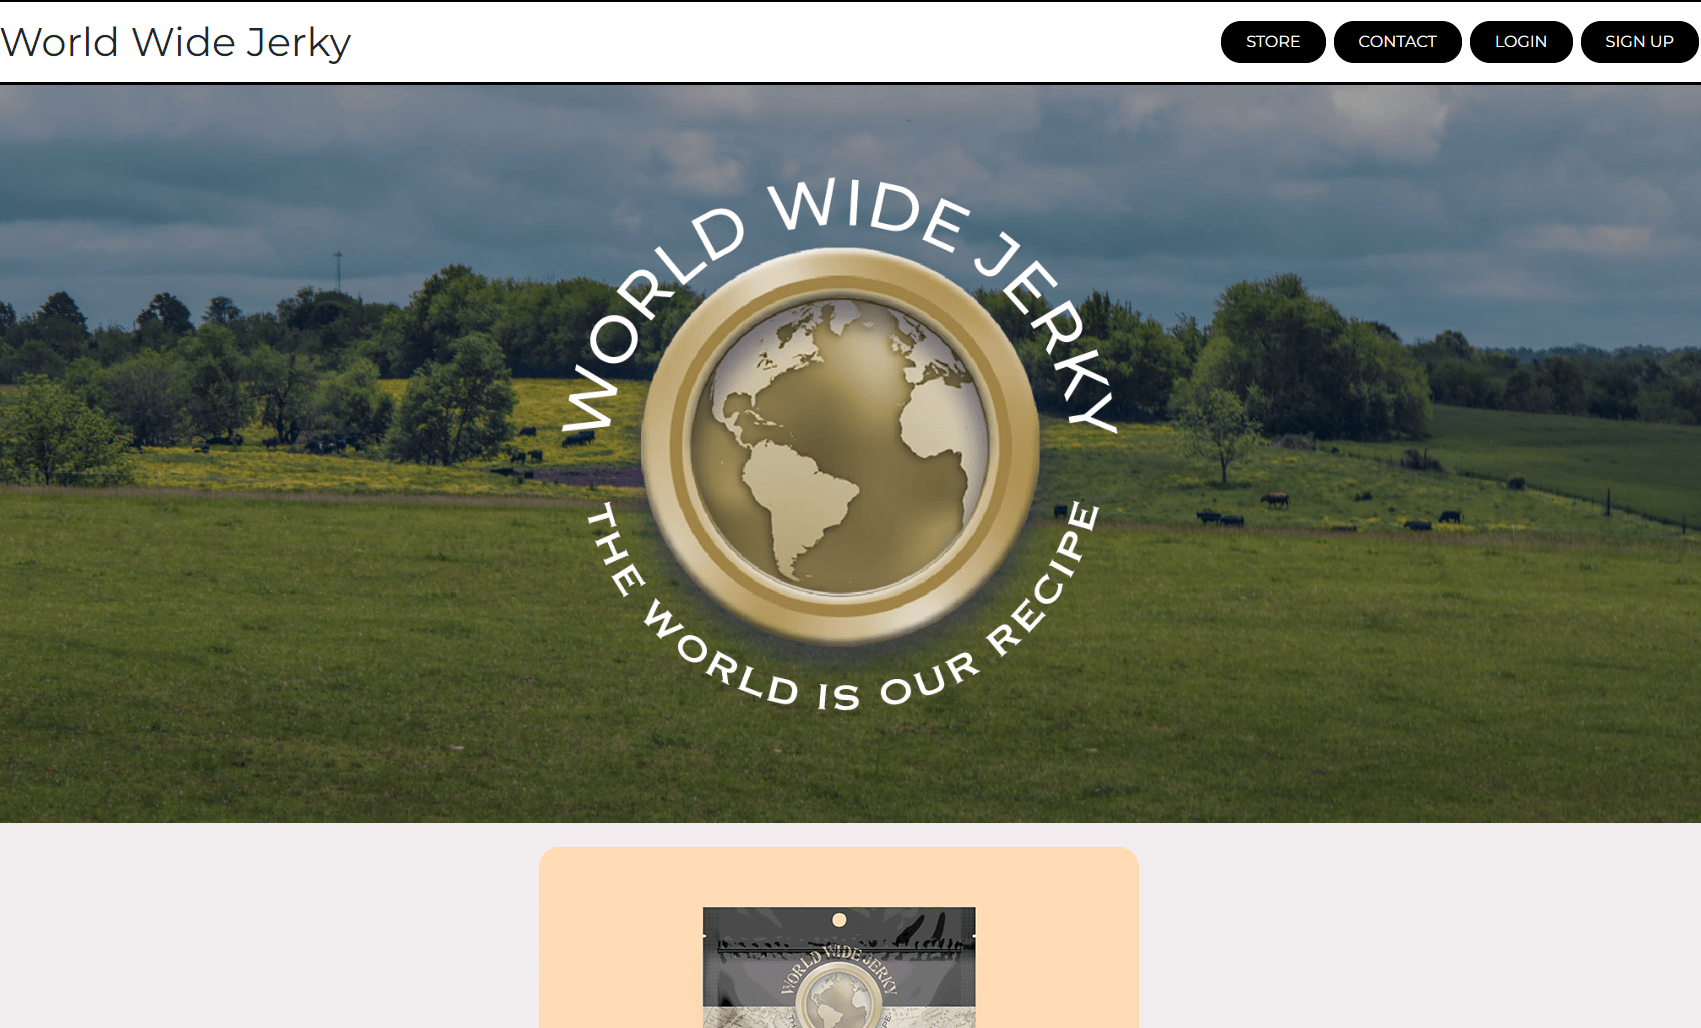 World Wide Jerky
STORE
CONTACT
LOGIN
SIGN UP
WORLD WIDE JERKY
THE WORLD IS OUR RECIPE
WORLD WIDE JERKY